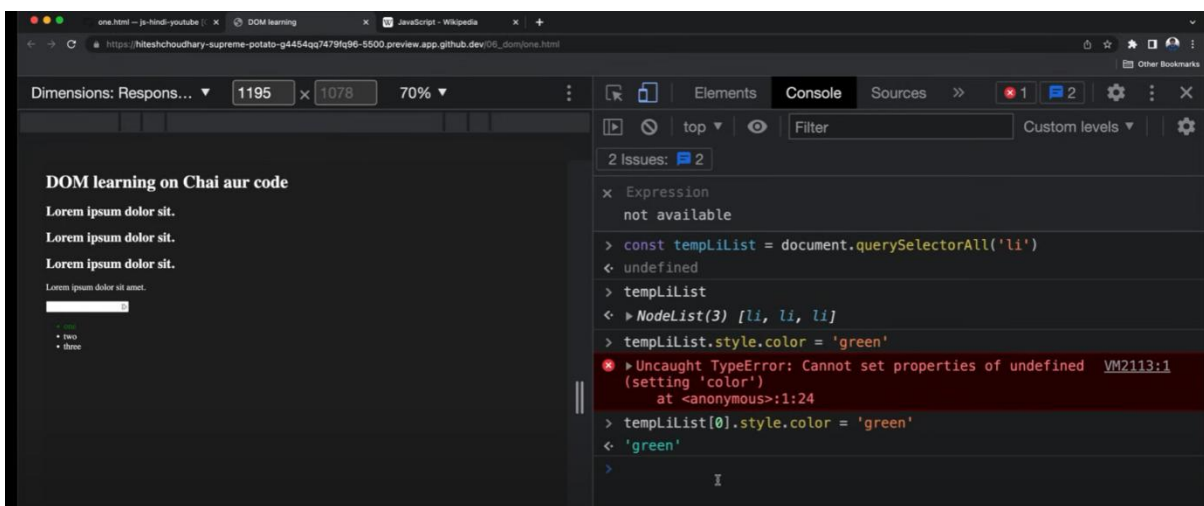 one.html — js-hindi-youtube
DOM learning
JavaScript - Wikipedia
https://hiteshchoudhary-supreme-potato-g4454qq7479fq96-5500.preview.app.github.dev/06_dom/one.html
Other Bookmarks
Dimensions: Respons... ▼ 1195 × 1078 70% ▼
Elements Console Sources » 1 2
top ▼ Filter Custom levels ▼
2 Issues: 2
DOM learning on Chai aur code
Lorem ipsum dolor sit.
Lorem ipsum dolor sit.
Lorem ipsum dolor sit.
Lorem ipsum dolor sit amet.
• one
• two
• three
Expression
not available
> const tempLiList = document.querySelectorAll('li')
undefined
> tempLiList
NodeList(3) [li, li, li]
> tempLiList.style.color = 'green'
Uncaught TypeError: Cannot set properties of undefined VM2113:1
(setting 'color')
at <anonymous>:1:24
> tempLiList[0].style.color = 'green'
'green'
>